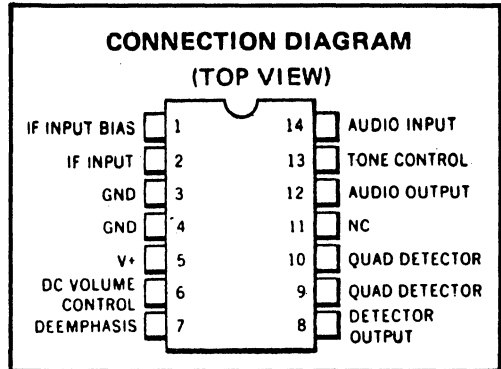 CONNECTION DIAGRAM
(TOP VIEW)
IF INPUT BIAS 1 14 AUDIO INPUT
IF INPUT 2 13 TONE CONTROL
GND 3 12 AUDIO OUTPUT
GND 4 11 NC
V+ 5 10 QUAD DETECTOR
DC VOLUME
CONTROL 6 9 QUAD DETECTOR
DEEMPHASIS 7 8 DETECTOR
OUTPUT